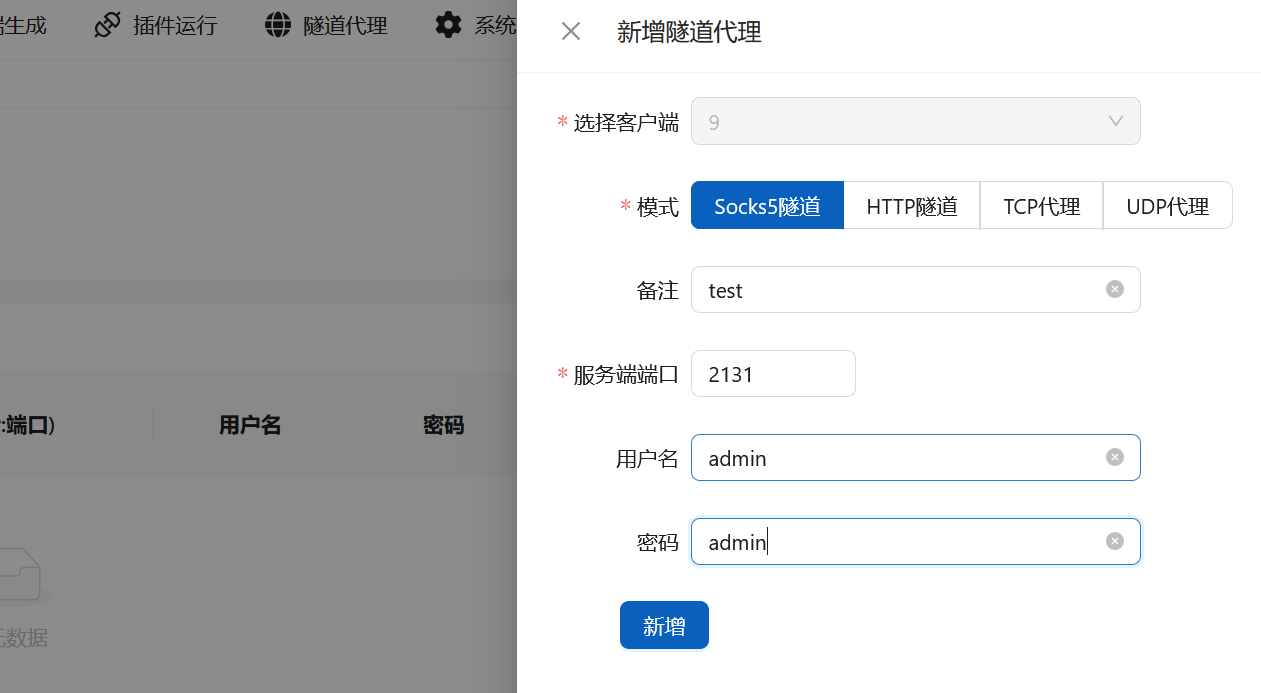 生成 插件运行 隧道代理 系统
新增隧道代理
* 选择客户端 9
* 模式 Socks5隧道 HTTP隧道 TCP代理 UDP代理
备注 test
* 服务端端口 2131
:端口) 用户名 密码
用户名 admin
密码 admin
新增
数据